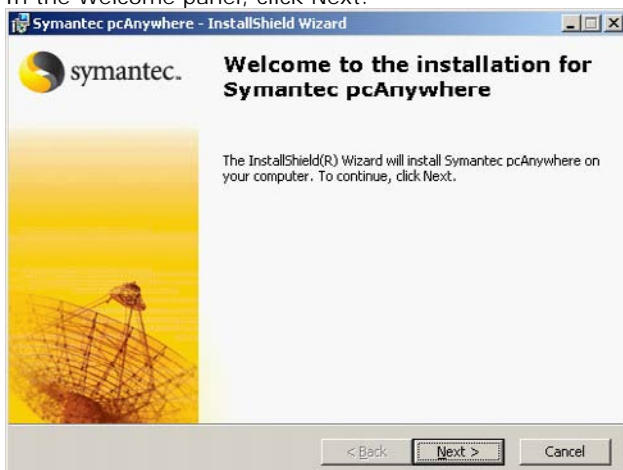 In the Welcome panel, click Next.
Symantec pcAnywhere - InstallShield Wizard
symantec.
Welcome to the installation for
Symantec pcAnywhere
The InstallShield(R) Wizard will install Symantec pcAnywhere on
your computer. To continue, click Next.
< Back
Next >
Cancel